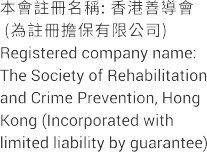 本會註冊名稱: 香港善導會
(為註冊擔保有限公司)
Registered company name:
The Society of Rehabilitation
and Crime Prevention, Hong
Kong (Incorporated with
limited liability by guarantee)